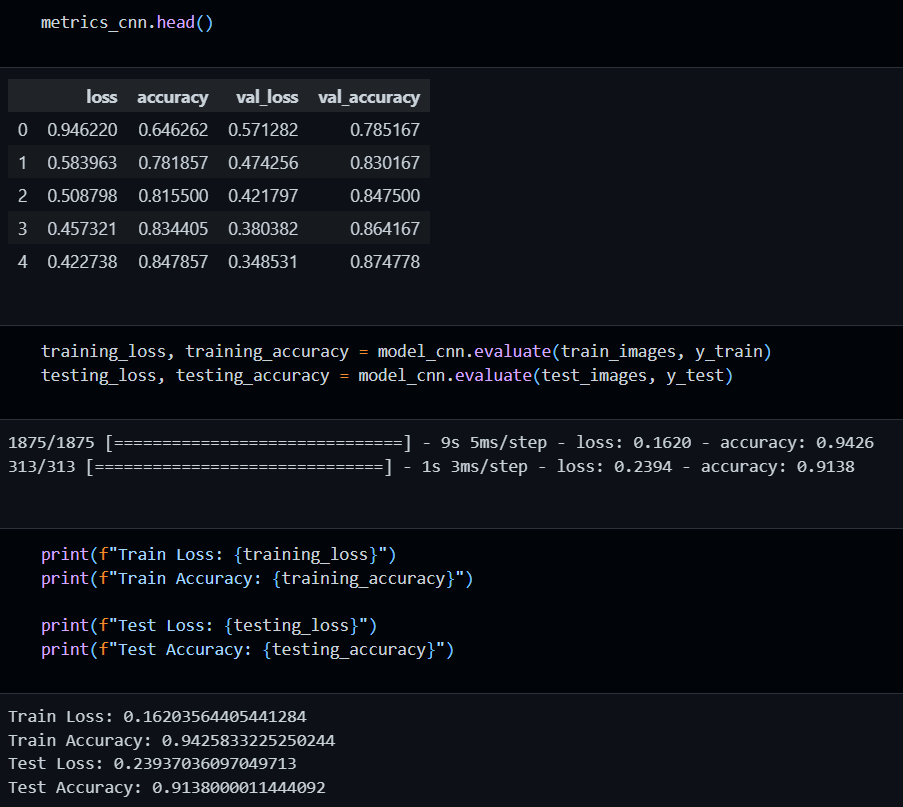 metrics_cnn.head()
loss accuracy val_loss val_accuracy
0 0.946220 0.646262 0.571282 0.785167
1 0.583963 0.781857 0.474256 0.830167
2 0.508798 0.815500 0.421797 0.847500
3 0.457321 0.834405 0.380382 0.864167
4 0.422738 0.847857 0.348531 0.874778
training_loss, training_accuracy = model_cnn.evaluate(train_images, y_train)
testing_loss, testing_accuracy = model_cnn.evaluate(test_images, y_test)
1875/1875 [==============================] - 9s 5ms/step - loss: 0.1620 - accuracy: 0.9426
313/313 [==============================] - 1s 3ms/step - loss: 0.2394 - accuracy: 0.9138
print(f"Train Loss: {training_loss}")
print(f"Train Accuracy: {training_accuracy}")
print(f"Test Loss: {testing_loss}")
print(f"Test Accuracy: {testing_accuracy}")
Train Loss: 0.16203564405441284
Train Accuracy: 0.9425833225250244
Test Loss: 0.23937036097049713
Test Accuracy: 0.9138000011444092